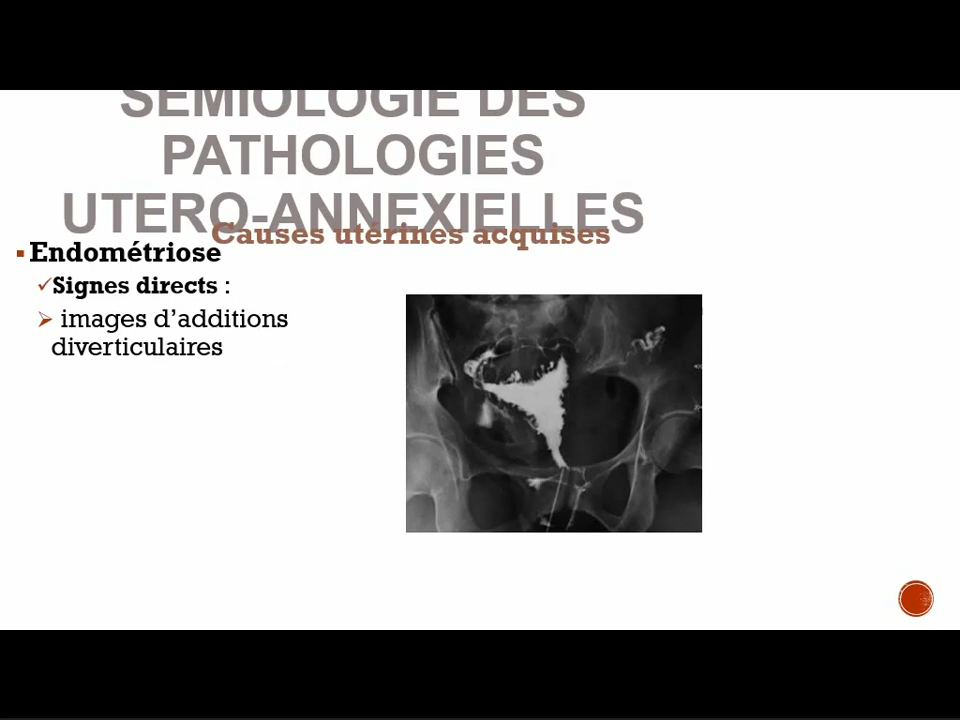 SEMIOLOGIE DES
PATHOLOGIES
UTERO-ANNEXIELLES
Causes utérines acquises
Endométriose
Signes directs :
images d’additions
diverticulaires